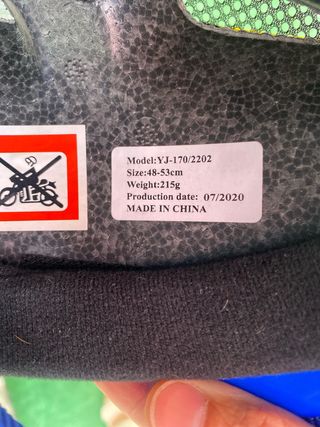 Model:YJ-170/2202
Size:48-53cm
Weight:215g
Production date: 07/2020
MADE IN CHINA